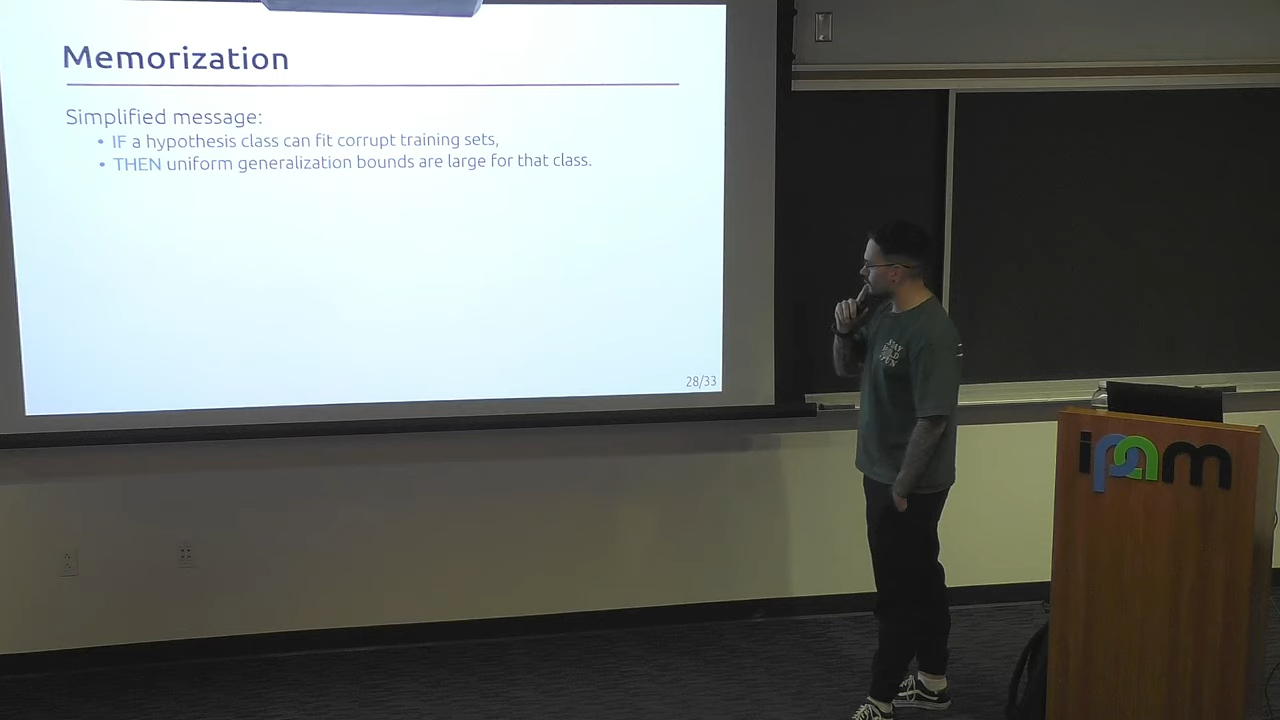 Memorization
Simplified message:
• IF a hypothesis class can fit corrupt training sets,
• THEN uniform generalization bounds are large for that class.
28/33
ipam